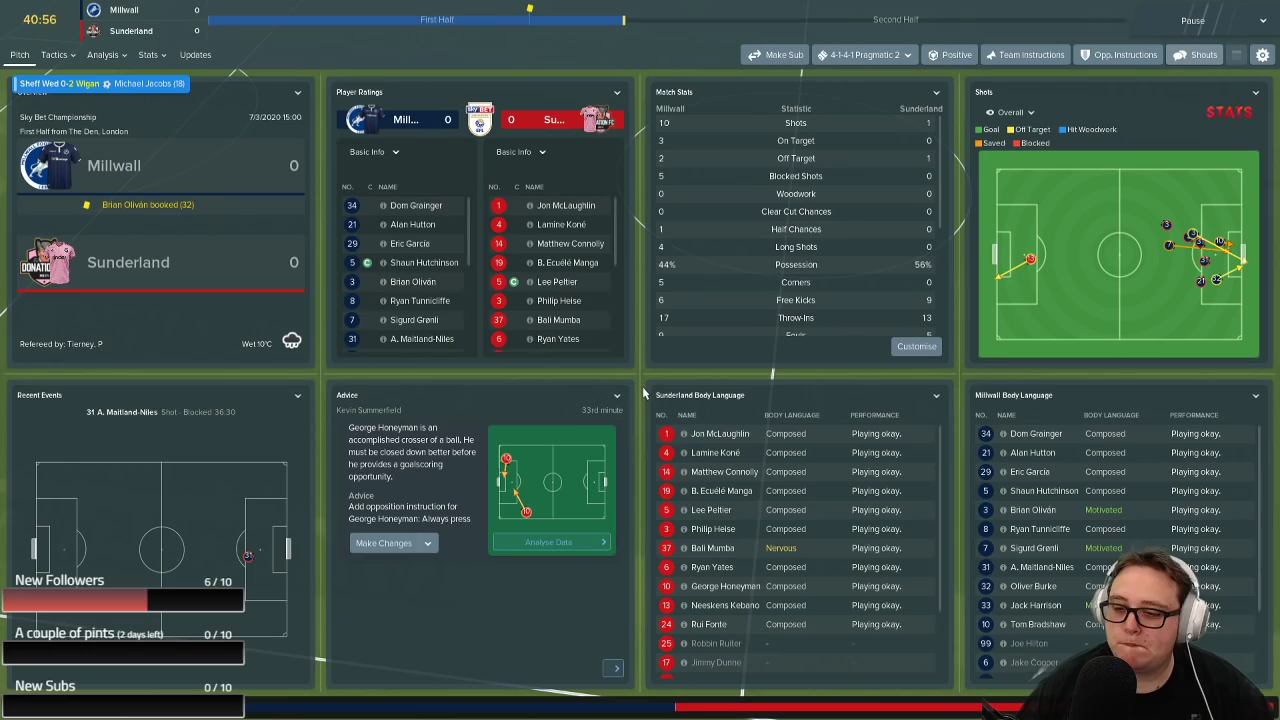 40:56
Millwall 0
Sunderland 0
First Half
Second Half
Pause
Pitch Tactics Analysis Stats Updates
Make Sub
4-1-4-1 Pragmatic 2
Positive
Team Instructions
Opp. Instructions
Shouts
Sheff Wed 0-2 Wigan Michael Jacobs (18)
Sky Bet Championship 7/3/2020 15:00
First Half from The Den, London
Millwall 0
Brian Oliván booked (32)
Sunderland 0
Refereed by: Tierney, P Wet 10°C
Player Ratings
Mill... 0
0 Su...
Basic Info
Basic Info
NO. C NAME
34 Dom Grainger
21 Alan Hutton
29 Eric García
5 C Shaun Hutchinson
3 Brian Oliván
8 Ryan Tunnicliffe
7 Sigurd Grønli
31 A. Maitland-Niles
NO. C NAME
1 Jon McLaughlin
4 Lamine Koné
14 Matthew Connolly
19 B. Ecuélé Manga
5 C Lee Peltier
3 Philip Heise
37 Bali Mumba
6 Ryan Yates
Match Stats
Millwall Statistic Sunderland
10 Shots 1
3 On Target 0
2 Off Target 1
5 Blocked Shots 0
0 Woodwork 0
0 Clear Cut Chances 0
1 Half Chances 0
4 Long Shots 0
44% Possession 56%
5 Corners 0
6 Free Kicks 9
17 Throw-Ins 13
Customise
Shots
Overall
STATS
Goal Off Target Hit Woodwork
Saved Blocked
Recent Events
31 A. Maitland-Niles Shot - Blocked 36:30
Advice
Kevin Summerfield 33rd minute
George Honeyman is an
accomplished crosser of a ball. He
must be closed down better before
he provides a goalscoring
opportunity.
Advice
Add opposition instruction for
George Honeyman: Always press
Make Changes
Analyse Data
Sunderland Body Language
NO. NAME BODY LANGUAGE PERFORMANCE
1 Jon McLaughlin Composed Playing okay.
4 Lamine Koné Composed Playing okay.
14 Matthew Connolly Composed Playing okay.
19 B. Ecuélé Manga Composed Playing okay.
5 Lee Peltier Composed Playing okay.
3 Philip Heise Composed Playing okay.
37 Bali Mumba Nervous Playing okay.
6 Ryan Yates Composed Playing okay.
10 George Honeyman Composed Playing okay.
13 Neeskens Kebano Composed Playing okay.
24 Rui Fonte Composed Playing okay.
25 Robbin Ruiter - -
17 Jimmy Dunne - -
Millwall Body Language
NO. NAME BODY LANGUAGE PERFORMANCE
34 Dom Grainger Composed Playing okay.
21 Alan Hutton Composed Playing okay.
29 Eric García Composed Playing okay.
5 Shaun Hutchinson Composed Playing okay.
3 Brian Oliván Motivated Playing okay.
8 Ryan Tunnicliffe Composed Playing okay.
7 Sigurd Grønli Motivated Playing okay.
31 A. Maitland-Niles
32 Oliver Burke
33 Jack Harrison
10 Tom Bradshaw
99 Joe Hilton
6 Jake Cooper
New Followers 6 / 10
A couple of pints (2 days left) 0 / 10
New Subs 0 / 10